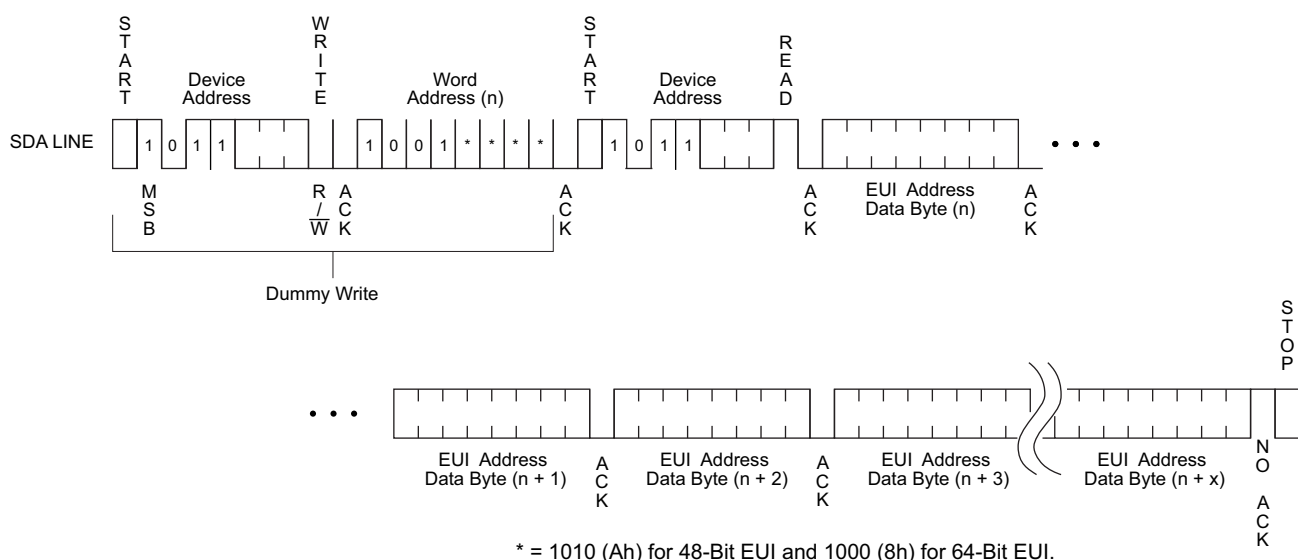 START
WRITE
START
READ
Device Address
Word Address (n)
Device Address
SDA LINE
1 0 1 1
1 0 0 1 * * * *
1 0 1 1
• • •
MSB
R/W
ACK
ACK
ACK
EUI Address
Data Byte (n)
ACK
Dummy Write
STOP
• • •
EUI Address
Data Byte (n + 1)
ACK
EUI Address
Data Byte (n + 2)
ACK
EUI Address
Data Byte (n + 3)
EUI Address
Data Byte (n + x)
NO ACK
* = 1010 (Ah) for 48-Bit EUI and 1000 (8h) for 64-Bit EUI.